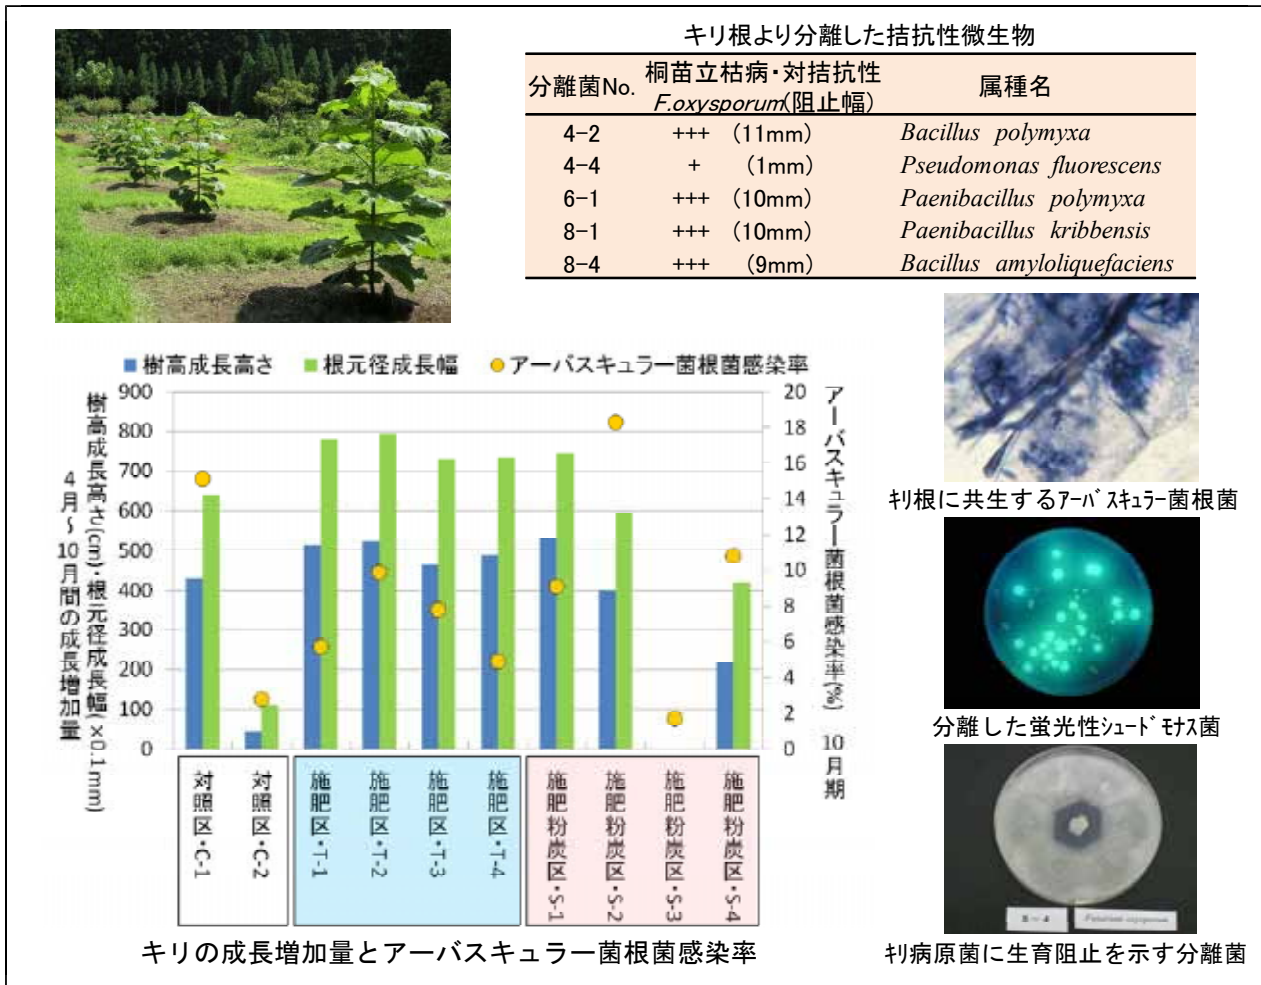 キリ根より分離した拮抗性微生物
分離菌No. 桐苗立枯病・対拮抗性 F.oxysporum(阻止幅) 属種名
4-2 +++ (11mm) Bacillus polymyxa
4-4 + (1mm) Pseudomonas fluorescens
6-1 +++ (10mm) Paenibacillus polymyxa
8-1 +++ (10mm) Paenibacillus kribbensis
8-4 +++ (9mm) Bacillus amyloliquefaciens
樹高成長高さ 根元径成長幅 アーバスキュラー菌根菌感染率
4月~10月間の成長増加量
樹高成長高さ(cm)・根元径成長幅(×0.1mm)
900
800
700
600
500
400
300
200
100
0
20
18
16
14
12
10
8
6
4
2
0
アーバスキュラー菌根菌感染率(%) 10月期
対照区・C-1
対照区・C-2
施肥区・T-1
施肥区・T-2
施肥区・T-3
施肥区・T-4
施肥粉炭区・S-1
施肥粉炭区・S-2
施肥粉炭区・S-3
施肥粉炭区・S-4
キリの成長増加量とアーバスキュラー菌根菌感染率
ｷﾘ根に共生するｱｰﾊﾞｽｷｭﾗｰ菌根菌
分離した蛍光性ｼｭｰﾄﾞﾓﾅｽ菌
8-4
ｷﾘ病原菌に生育阻止を示す分離菌